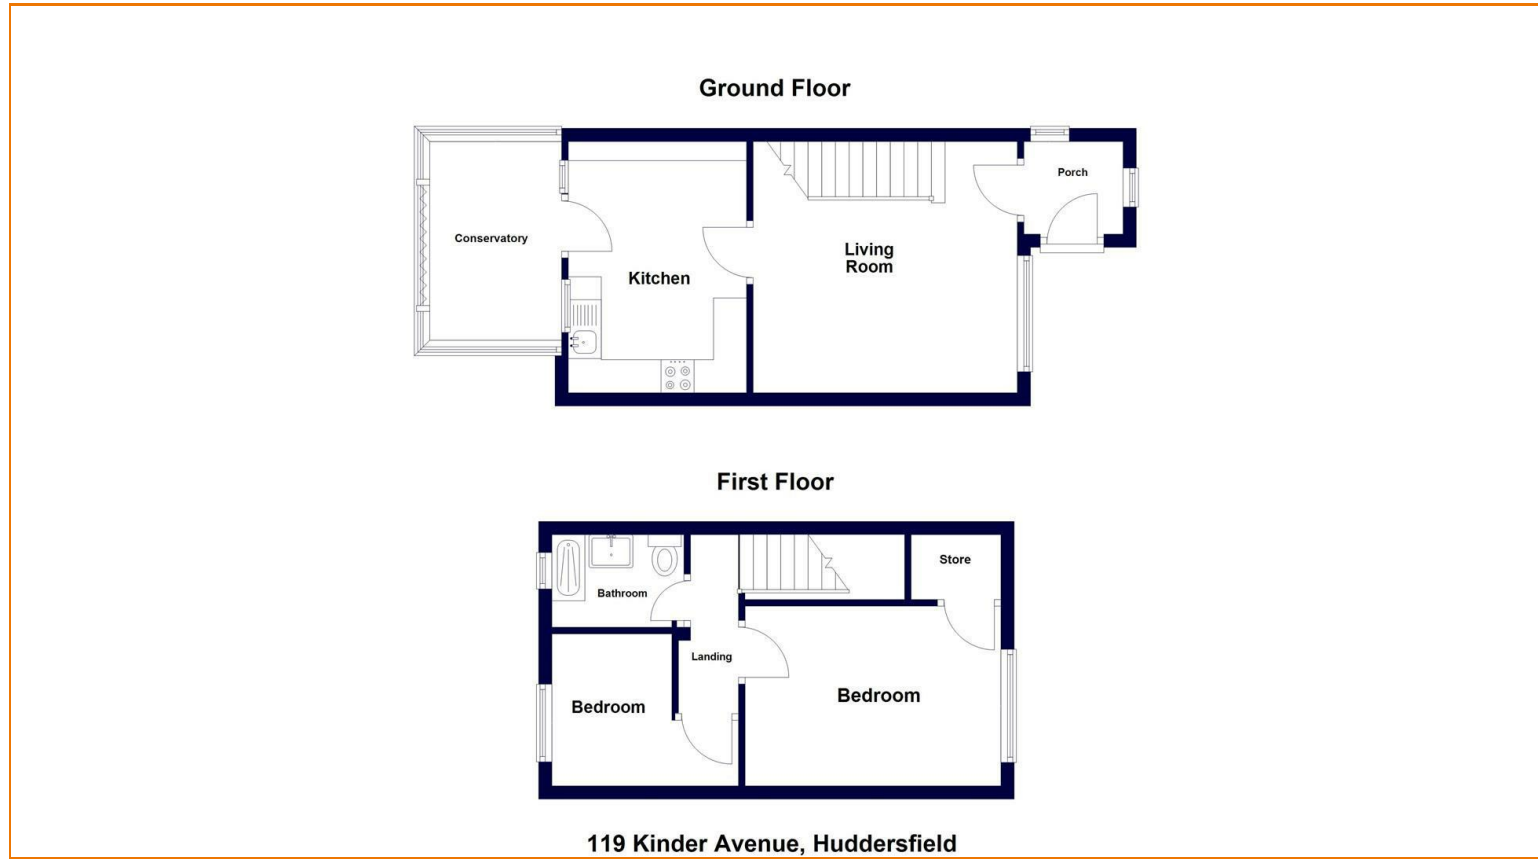 Ground Floor
Porch
Conservatory
Living
Room
Kitchen
First Floor
Store
Bathroom
Landing
Bedroom
Bedroom
119 Kinder Avenue, Huddersfield